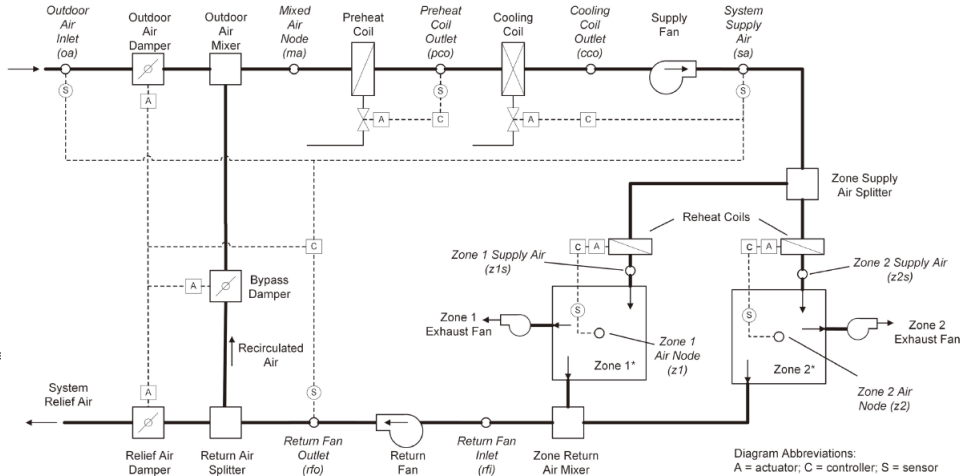 Outdoor
Air
Inlet
(oa)
Outdoor
Air
Damper
Outdoor
Air
Mixer
Mixed
Air
Node
(ma)
Preheat
Coil
Preheat
Coil
Outlet
(pco)
Cooling
Coil
Cooling
Coil
Outlet
(cco)
Supply
Fan
System
Supply
Air
(sa)
S
A
A
C
S
A
C
S
Zone Supply
Air Splitter
Reheat Coils
C
C
A
C
A
Zone 1 Supply Air
(z1s)
Zone 2 Supply Air
(z2s)
A
Bypass
Damper
S
S
Zone 1
Exhaust Fan
Zone 1
Air Node
(z1)
Zone 1*
Zone 2
Exhaust Fan
Zone 2*
Zone 2 Air
Node (z2)
Recirculated
Air
System
Relief Air
A
S
Relief Air
Damper
Return Air
Splitter
Return Fan
Outlet
(rfo)
Return
Fan
Return Fan
Inlet
(rfi)
Zone Return
Air Mixer
Diagram Abbreviations:
A = actuator; C = controller; S = sensor